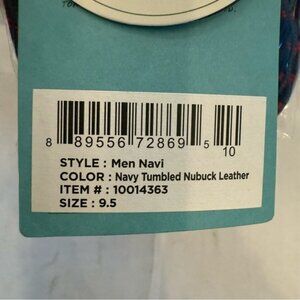 8 89556 72869 5 10
STYLE : Men Navi
COLOR : Navy Tumbled Nubuck Leather
ITEM # : 10014363
SIZE : 9.5